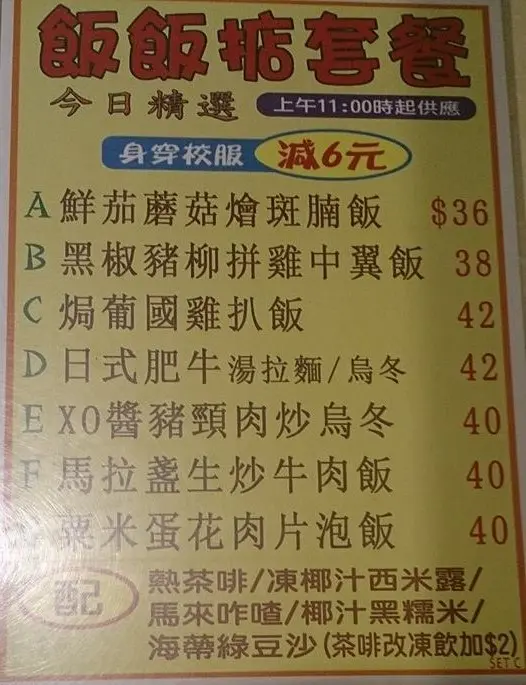 飯飯掂套餐
今日精選 上午11:00時起供應
身穿校服 減6元
A 鮮茄蘑菇燴斑腩飯 $36
B 黑椒豬柳拼雞中翼飯 38
C 焗葡國雞扒飯 42
D 日式肥牛湯拉麵/烏冬 42
E XO醬豬頸肉炒烏冬 40
F 馬拉盞生炒牛肉飯 40
粟米蛋花肉片泡飯 40
配 熱茶啡/凍椰汁西米露/
馬來咋喳/椰汁黑糯米/
海蒂綠豆沙(茶啡改凍飲加$2)
SET C